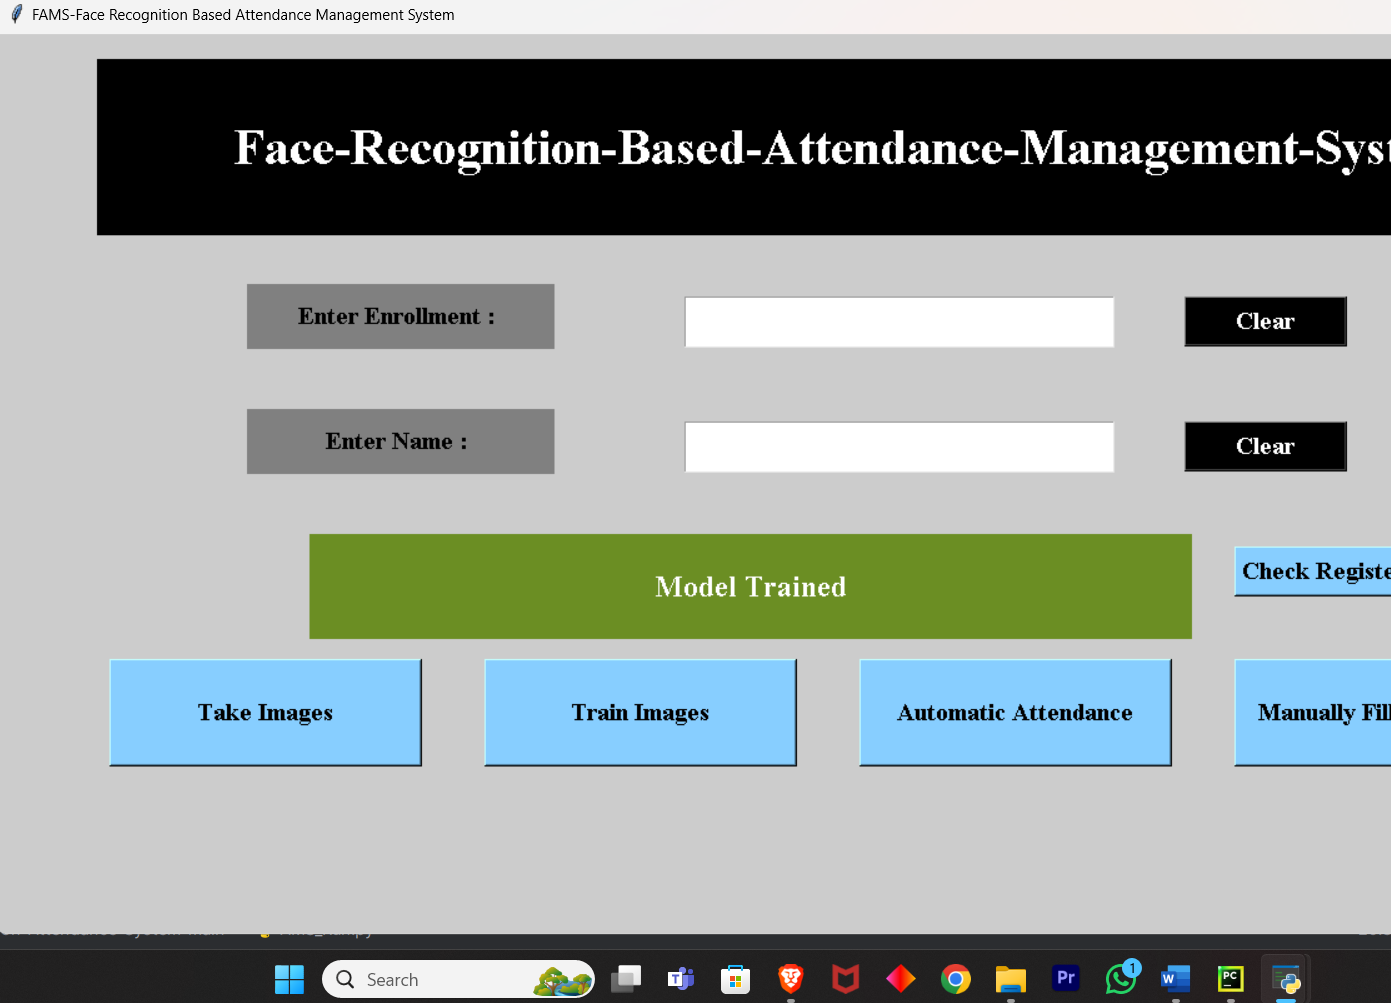 FAMS-Face Recognition Based Attendance Management System
Face-Recognition-Based-Attendance-Management-Syst
Enter Enrollment :
Clear
Enter Name :
Clear
Model Trained
Check Registe
Take Images
Train Images
Automatic Attendance
Manually Fill
Search
T
Pr
1
W
PC